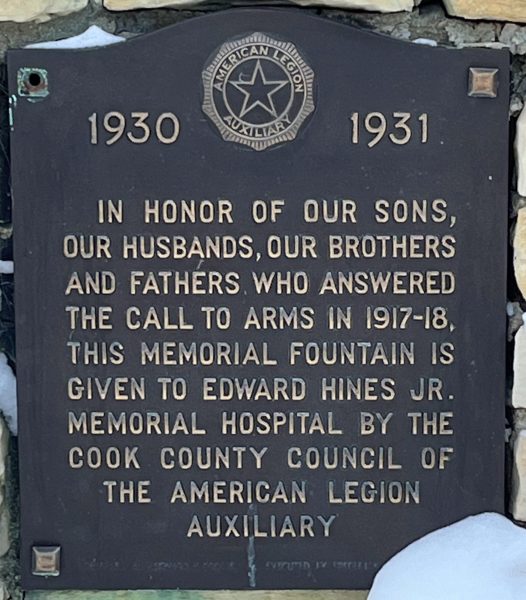 AMERICAN LEGION
AUXILIARY
1930 1931
IN HONOR OF OUR SONS,
OUR HUSBANDS, OUR BROTHERS
AND FATHERS WHO ANSWERED
THE CALL TO ARMS IN 1917-18,
THIS MEMORIAL FOUNTAIN IS
GIVEN TO EDWARD HINES JR.
MEMORIAL HOSPITAL BY THE
COOK COUNTY COUNCIL OF
THE AMERICAN LEGION
AUXILIARY